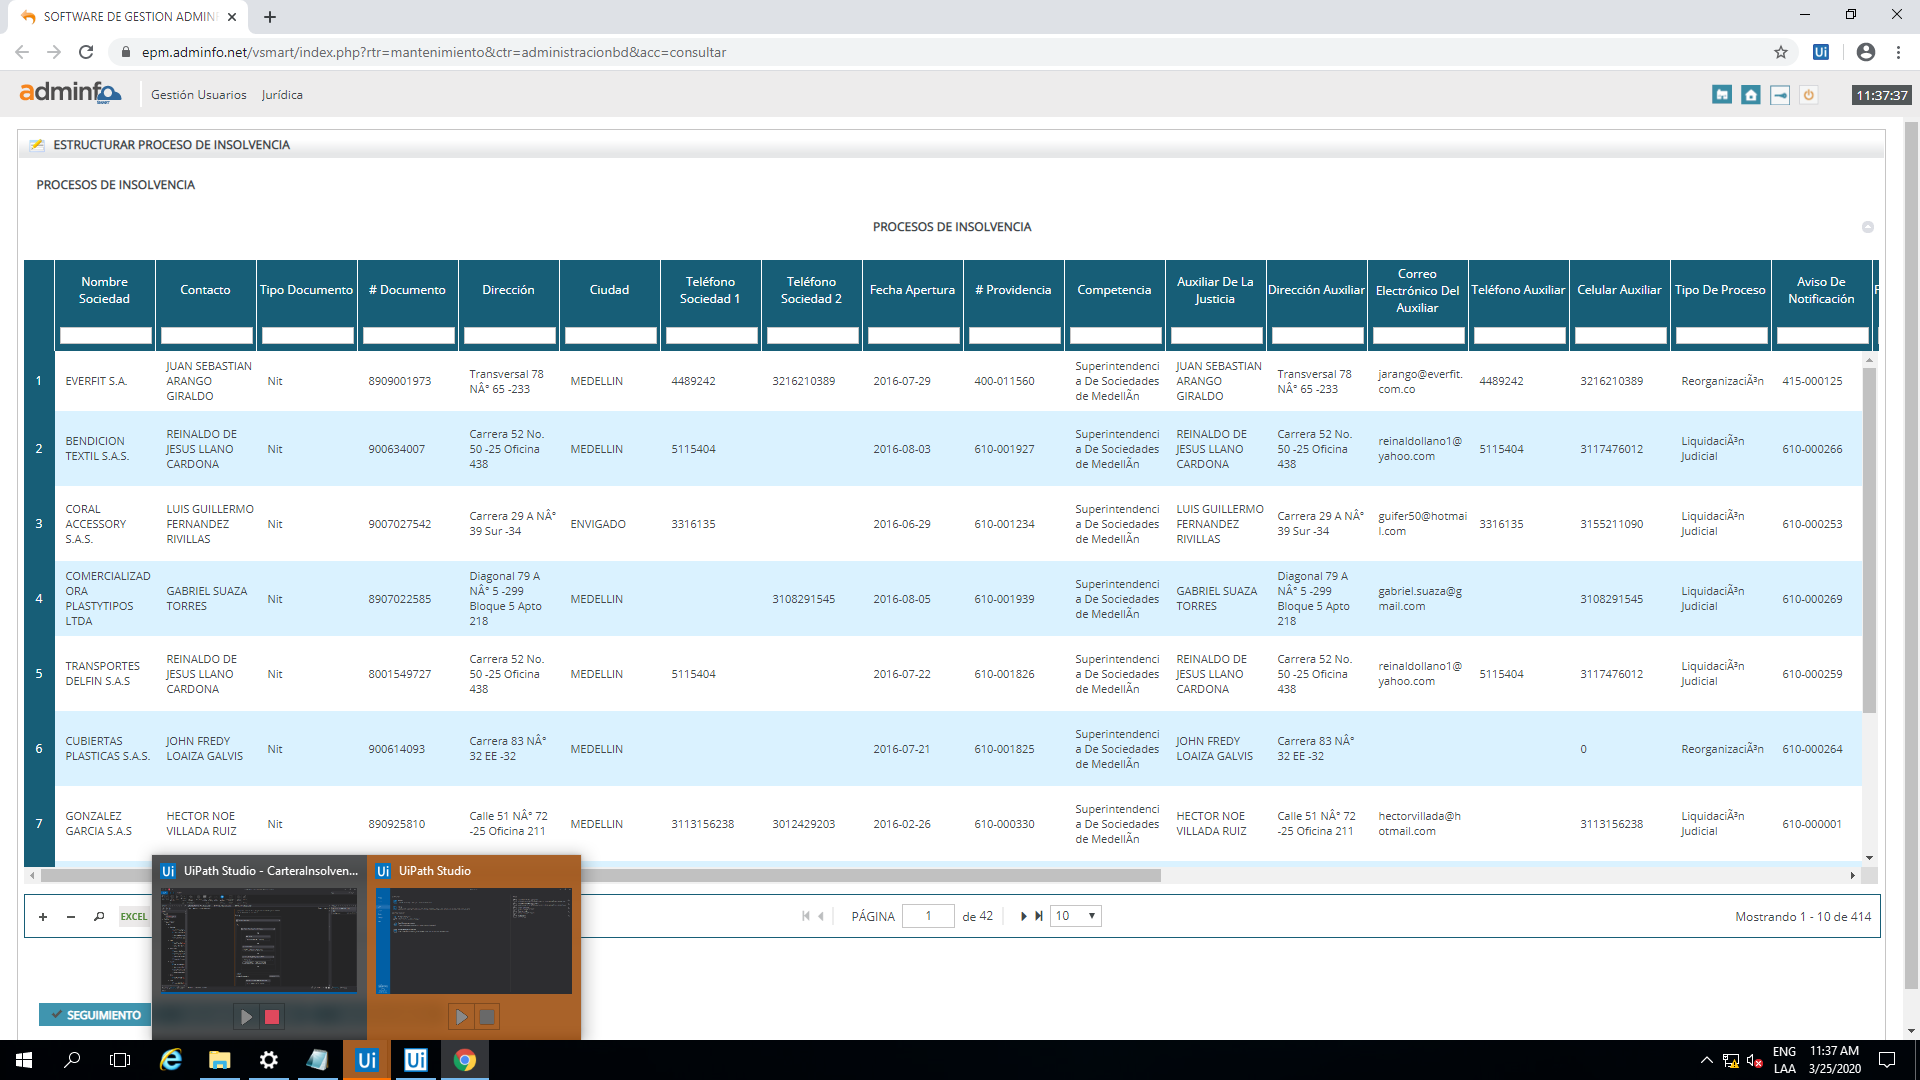 SOFTWARE DE GESTION ADMIN
epm.adminfo.net/vsmart/index.php?rtr=mantenimiento&ctr=administracionbd&acc=consultar
adminfo
Gestión Usuarios Jurídica
11:37:37
ESTRUCTURAR PROCESO DE INSOLVENCIA
PROCESOS DE INSOLVENCIA
PROCESOS DE INSOLVENCIA
Nombre Sociedad Contacto Tipo Documento # Documento Dirección Ciudad Teléfono Sociedad 1 Teléfono Sociedad 2 Fecha Apertura # Providencia Competencia Auxiliar De La Justicia Dirección Auxiliar Correo Electrónico Del Auxiliar Teléfono Auxiliar Celular Auxiliar Tipo De Proceso Aviso De Notificación
1 EVERFIT S.A. JUAN SEBASTIAN ARANGO GIRALDO Nit 8909001973 Transversal 78 NÂ° 65 -233 MEDELLIN 4489242 3216210389 2016-07-29 400-011560 Superintendencia De Sociedades de MedellÃ­n JUAN SEBASTIAN ARANGO GIRALDO Transversal 78 NÂ° 65 -233 jarango@everfit.com.co 4489242 3216210389 ReorganizaciÃ³n 415-000125
2 BENDICION TEXTIL S.A.S. REINALDO DE JESUS LLANO CARDONA Nit 900634007 Carrera 52 No. 50 -25 Oficina 438 MEDELLIN 5115404 2016-08-03 610-001927 Superintendencia De Sociedades de MedellÃ­n REINALDO DE JESUS LLANO CARDONA Carrera 52 No. 50 -25 Oficina 438 reinaldollano1@yahoo.com 5115404 3117476012 LiquidaciÃ³n Judicial 610-000266
3 CORAL ACCESSORY S.A.S. LUIS GUILLERMO FERNANDEZ RIVILLAS Nit 9007027542 Carrera 29 A NÂ° 39 Sur -34 ENVIGADO 3316135 2016-06-29 610-001234 Superintendencia De Sociedades de MedellÃ­n LUIS GUILLERMO FERNANDEZ RIVILLAS Carrera 29 A NÂ° 39 Sur -34 guifer50@hotmail.com 3316135 3155211090 LiquidaciÃ³n Judicial 610-000253
4 COMERCIALIZADORA PLASTYTIPOS LTDA GABRIEL SUAZA TORRES Nit 8907022585 Diagonal 79 A NÂ° 5 -299 Bloque 5 Apto 218 MEDELLIN 3108291545 2016-08-05 610-001939 Superintendencia De Sociedades de MedellÃ­n GABRIEL SUAZA TORRES Diagonal 79 A NÂ° 5 -299 Bloque 5 Apto 218 gabriel.suaza@gmail.com 3108291545 LiquidaciÃ³n Judicial 610-000269
5 TRANSPORTES DELFIN S.A.S REINALDO DE JESUS LLANO CARDONA Nit 8001549727 Carrera 52 No. 50 -25 Oficina 438 MEDELLIN 5115404 2016-07-22 610-001826 Superintendencia De Sociedades de MedellÃ­n REINALDO DE JESUS LLANO CARDONA Carrera 52 No. 50 -25 Oficina 438 reinaldollano1@yahoo.com 5115404 3117476012 LiquidaciÃ³n Judicial 610-000259
6 CUBIERTAS PLASTICAS S.A.S. JOHN FREDY LOAIZA GALVIS Nit 900614093 Carrera 83 NÂ° 32 EE -32 MEDELLIN 2016-07-21 610-001825 Superintendencia De Sociedades de MedellÃ­n JOHN FREDY LOAIZA GALVIS Carrera 83 NÂ° 32 EE -32 0 ReorganizaciÃ³n 610-000264
7 GONZALEZ GARCIA S.A.S HECTOR NOE VILLADA RUIZ Nit 890925810 Calle 51 NÂ° 72 -25 Oficina 211 MEDELLIN 3113156238 3012429203 2016-02-26 610-000330 Superintendencia De Sociedades de MedellÃ­n HECTOR NOE VILLADA RUIZ Calle 51 NÂ° 72 -25 Oficina 211 hectorvillada@hotmail.com 3113156238 LiquidaciÃ³n Judicial 610-000001
Ui UiPath Studio - CarteraInsolven... Ui UiPath Studio
EXCEL PÁGINA 1 de 42 10 Mostrando 1 - 10 de 414
SEGUIMIENTO
Ui Ui
ENG 11:37 AM
LAA 3/25/2020